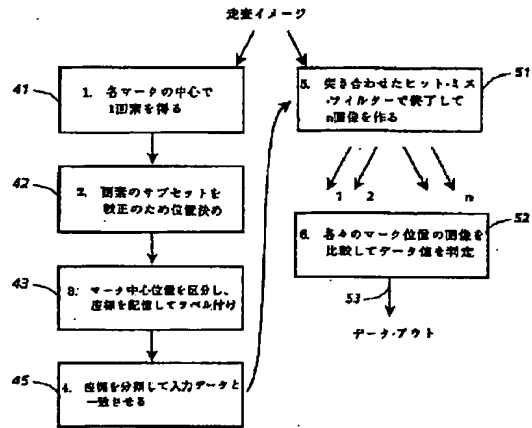 走査イメージ
41
1. 各マークの中心で
1画素を得る
42
2. 画素のサブセットを
較正のため位置決め
43
3. マーク中心位置を区分し、
座標を記憶してラベル付け
45
4. 座標を分割して入力データと
一致させる
51
5. 突き合わせたヒット・ミス
・フィルターで終了して
n画像を作る
1 2 n
52
6. 各々のマーク位置の画像を
比較してデータ値を判定
53
データ・アウト